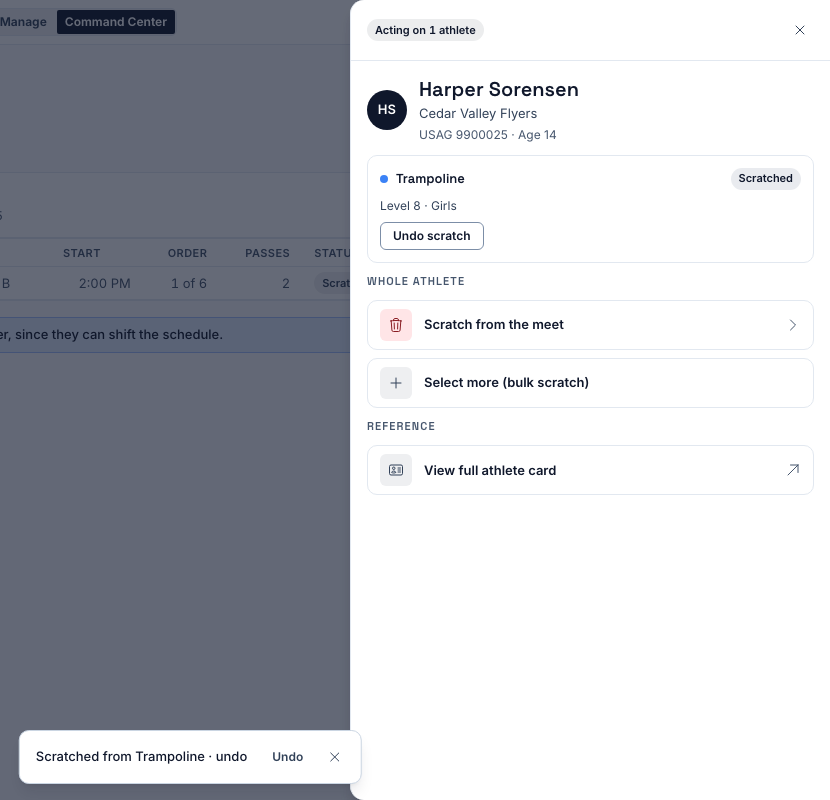 Manage Command Center
5
START ORDER PASSES STATU
B 2:00 PM 1 of 6 2 Scrat
er, since they can shift the schedule.
Acting on 1 athlete
HS
Harper Sorensen
Cedar Valley Flyers
USAG 9900025 · Age 14
Trampoline Scratched
Level 8 · Girls
Undo scratch
WHOLE ATHLETE
Scratch from the meet
Select more (bulk scratch)
REFERENCE
View full athlete card
Scratched from Trampoline · undo Undo